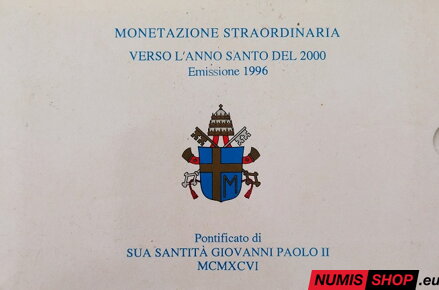 MONETAZIONE STRAORDINARIA
VERSO L'ANNO SANTO DEL 2000
Emissione 1996
M
Pontificato di
SUA SANTITÀ GIOVANNI PAOLO II
MCMXCVI
NUMISSHOP.eu